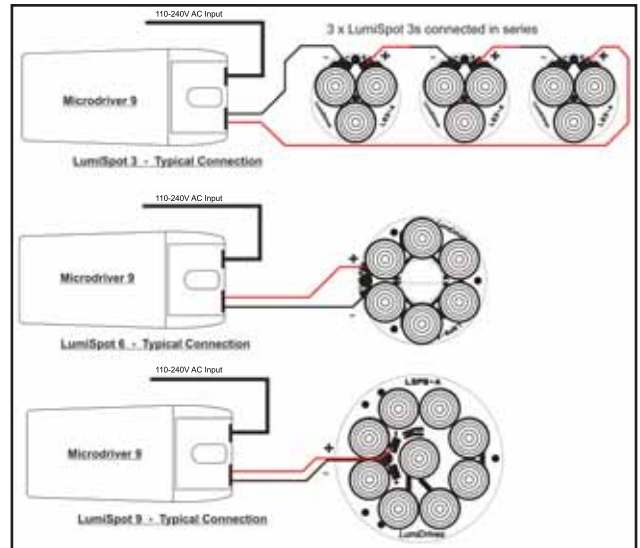 110-240V AC Input
3 x LumiSpot 3s connected in series
- + - + - +
Microdriver 9
LumiSpot 3 - Typical Connection
110-240V AC Input
+
Microdriver 9
-
LumiSpot 6 - Typical Connection
110-240V AC Input
+
Microdriver 9
-
LumiDrives
LumiSpot 9 - Typical Connection